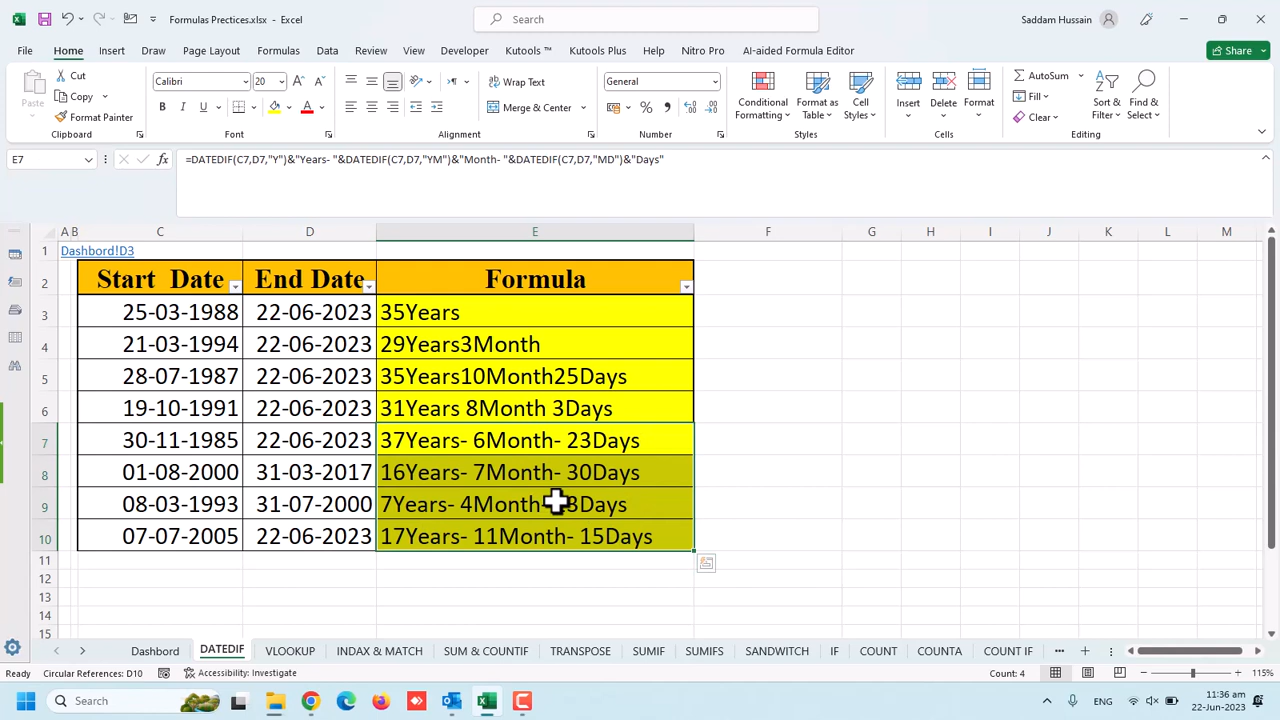 Formulas Prectices.xlsx - Excel
Search
Saddam Hussain
File Home Insert Draw Page Layout Formulas Data Review View Developer Kutools ™ Kutools Plus Help Nitro Pro AI-aided Formula Editor
Share
Paste
Cut
Copy
Format Painter
Clipboard
Calibri 20
B I U
Font
Wrap Text
Merge & Center
Alignment
General
Number
Conditional Formatting
Format as Table
Cell Styles
Styles
Insert Delete Format
Cells
AutoSum
Fill
Clear
Sort & Filter
Find & Select
Editing
E7
fx
=DATEDIF(C7,D7,"Y")&"Years- "&DATEDIF(C7,D7,"YM")&"Month- "&DATEDIF(C7,D7,"MD")&"Days"
A B C D E F G H I J K L M
1 Dashbord!D3
2 Start Date End Date Formula
3 25-03-1988 22-06-2023 35Years
4 21-03-1994 22-06-2023 29Years3Month
5 28-07-1987 22-06-2023 35Years10Month25Days
6 19-10-1991 22-06-2023 31Years 8Month 3Days
7 30-11-1985 22-06-2023 37Years- 6Month- 23Days
8 01-08-2000 31-03-2017 16Years- 7Month- 30Days
9 08-03-1993 31-07-2000 7Years- 4Month- 3Days
10 07-07-2005 22-06-2023 17Years- 11Month- 15Days
11
12
13
14
15
Dashbord DATEDIF VLOOKUP INDAX & MATCH SUM & COUNTIF TRANSPOSE SUMIF SUMIFS SANDWITCH IF COUNT COUNTA COUNT IF
Ready Circular References: D10 Accessibility: Investigate Count: 4 115%
Search
ENG
11:36 am
22-Jun-2023